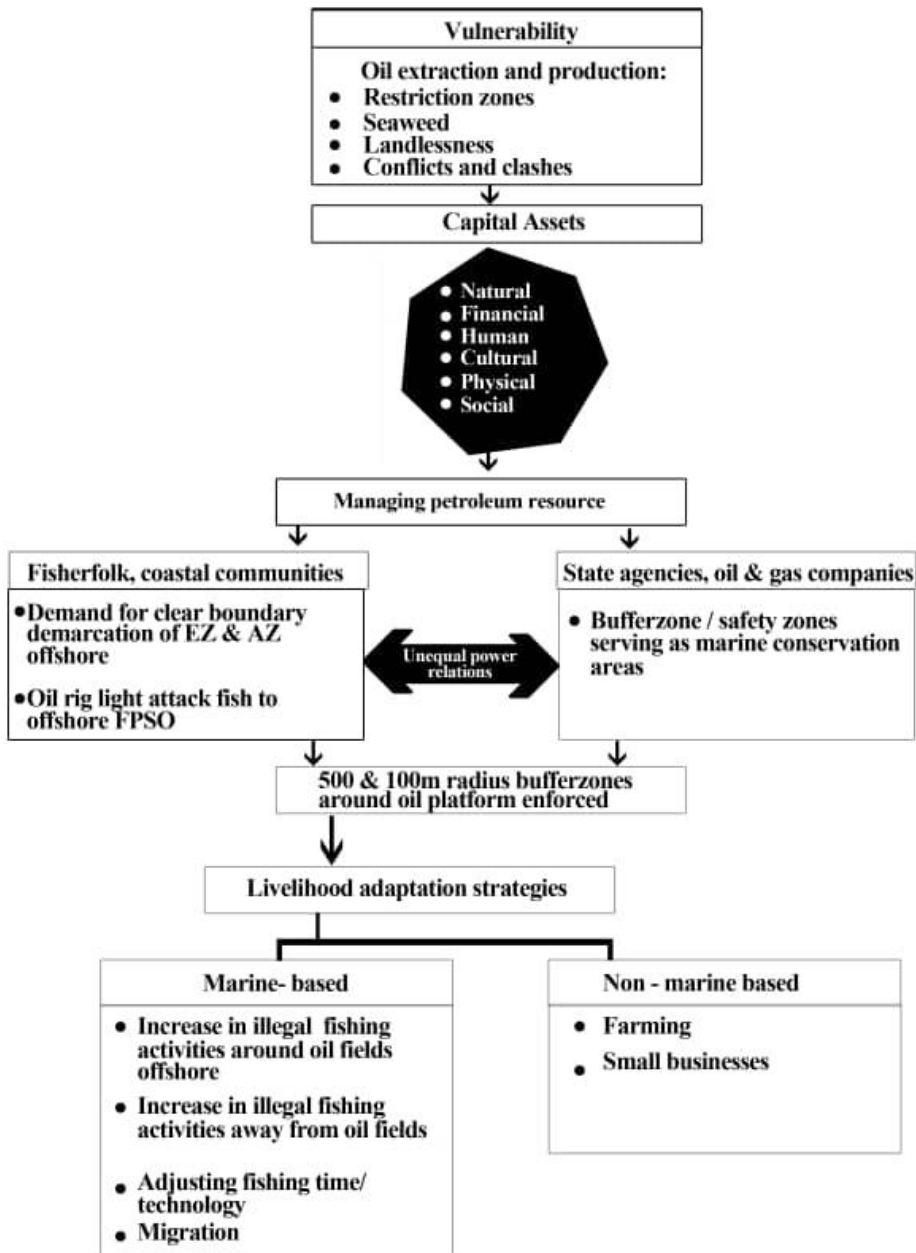 Vulnerability
Oil extraction and production:
● Restriction zones
● Seaweed
● Landlessness
● Conflicts and clashes
Capital Assets
● Natural
● Financial
● Human
● Cultural
● Physical
● Social
Managing petroleum resource
Fisherfolk, coastal communities
● Demand for clear boundary
demarcation of EZ & AZ
offshore
● Oil rig light attack fish to
offshore FPSO
Unequal power
relations
State agencies, oil & gas companies
● Bufferzone / safety zones
serving as marine conservation
areas
500 & 100m radius bufferzones
around oil platform enforced
Livelihood adaptation strategies
Marine- based
● Increase in illegal fishing
activities around oil fields
offshore
● Increase in illegal fishing
activities away from oil fields
● Adjusting fishing time/
technology
● Migration
Non - marine based
● Farming
● Small businesses